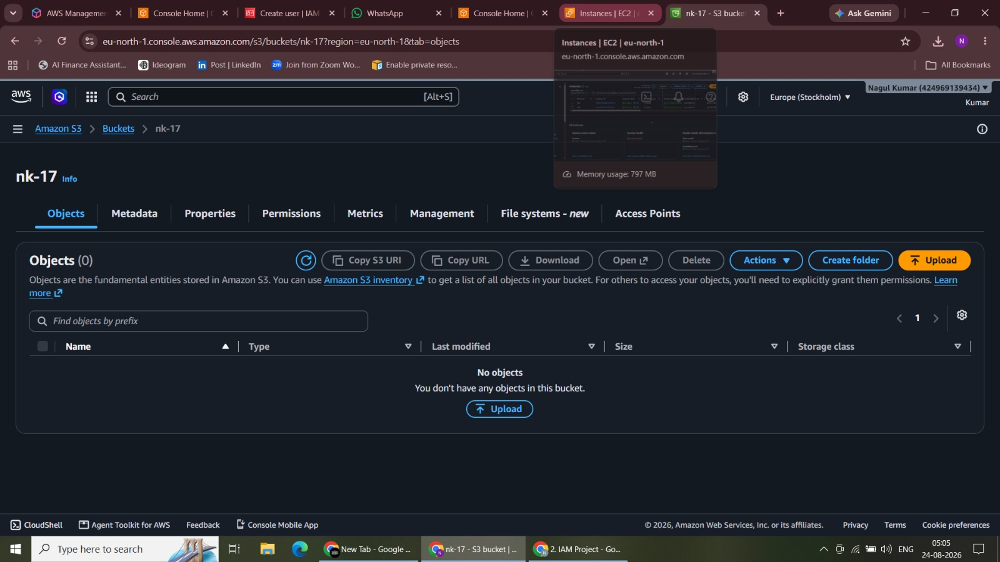 AWS Managemen
Console Home | C
Create user | IAM
WhatsApp
Console Home | C
Instances | EC2 | e
nk-17 - S3 bucke
Ask Gemini
eu-north-1.console.aws.amazon.com/s3/buckets/nk-17?region=eu-north-1&tab=objects
N
AI Finance Assistant...
Ideogram
Post | LinkedIn
Join from Zoom Wo...
Enable private reso...
All Bookmarks
Instances | EC2 | eu-north-1
eu-north-1.console.aws.amazon.com
Memory usage: 797 MB
aws
Search
[Alt+S]
Europe (Stockholm)
Nagul Kumar (424969139434)
Kumar
Amazon S3
Buckets
nk-17
nk-17 Info
Objects
Metadata
Properties
Permissions
Metrics
Management
File systems - new
Access Points
Objects (0)
Copy S3 URI
Copy URL
Download
Open
Delete
Actions
Create folder
Upload
Objects are the fundamental entities stored in Amazon S3. You can use Amazon S3 inventory to get a list of all objects in your bucket. For others to access your objects, you'll need to explicitly grant them permissions. Learn
more
Find objects by prefix
1
Name
Type
Last modified
Size
Storage class
No objects
You don't have any objects in this bucket.
Upload
CloudShell
Agent Toolkit for AWS
Feedback
Console Mobile App
© 2026, Amazon Web Services, Inc. or its affiliates.
Privacy
Terms
Cookie preferences
Type here to search
New Tab - Google ...
nk-17 - S3 bucket | ...
2. IAM Project - Go...
ENG
05:05
24-08-2026